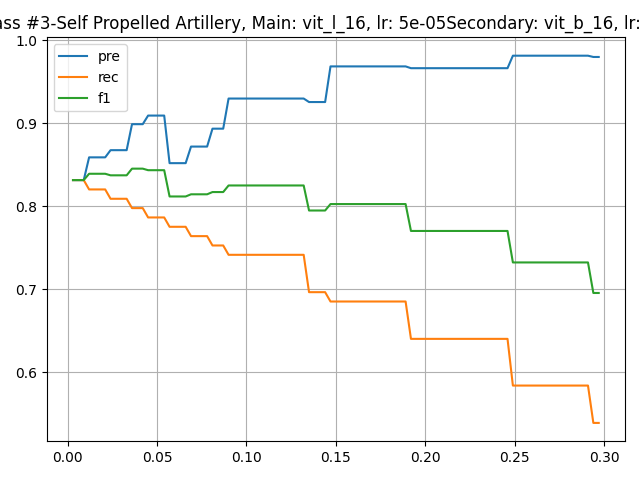 ass #3-Self Propelled Artillery, Main: vit_l_16, lr: 5e-05Secondary: vit_b_16, lr:
pre
rec
f1
1.0
0.9
0.8
0.7
0.6
0.00 0.05 0.10 0.15 0.20 0.25 0.30